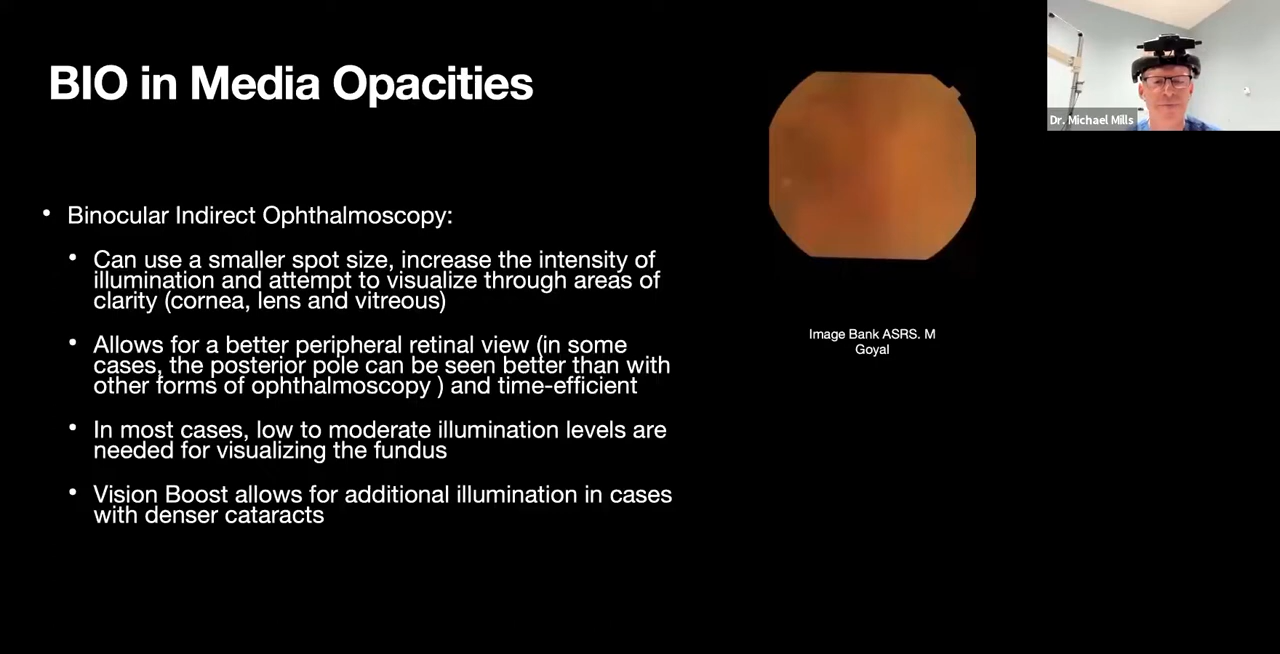 BIO in Media Opacities
Dr. Michael Mills
• Binocular Indirect Ophthalmoscopy:
• Can use a smaller spot size, increase the intensity of
illumination and attempt to visualize through areas of
clarity (cornea, lens and vitreous)
• Allows for a better peripheral retinal view (in some
cases, the posterior pole can be seen better than with
other forms of ophthalmoscopy ) and time-efficient
• In most cases, low to moderate illumination levels are
needed for visualizing the fundus
• Vision Boost allows for additional illumination in cases
with denser cataracts
Image Bank ASRS. M
Goyal